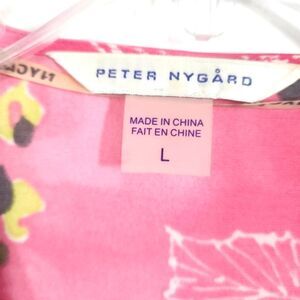 PETER NYGÅRD
MADE IN CHINA
FAIT EN CHINE
L